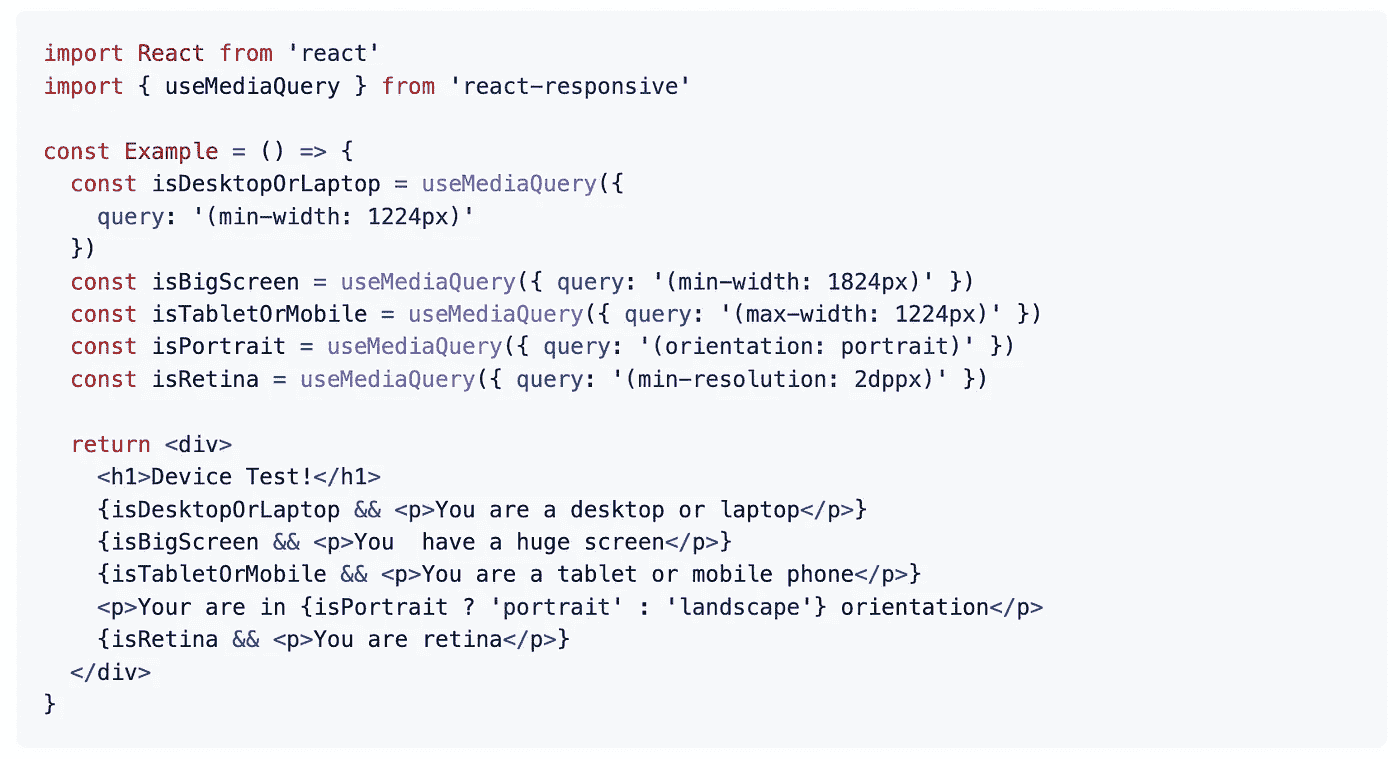 import React from 'react'
import { useMediaQuery } from 'react-responsive'

const Example = () => {
  const isDesktopOrLaptop = useMediaQuery({
    query: '(min-width: 1224px)'
  })
  const isBigScreen = useMediaQuery({ query: '(min-width: 1824px)' })
  const isTabletOrMobile = useMediaQuery({ query: '(max-width: 1224px)' })
  const isPortrait = useMediaQuery({ query: '(orientation: portrait)' })
  const isRetina = useMediaQuery({ query: '(min-resolution: 2dppx)' })

  return <div>
    <h1>Device Test!</h1>
    {isDesktopOrLaptop && <p>You are a desktop or laptop</p>}
    {isBigScreen && <p>You  have a huge screen</p>}
    {isTabletOrMobile && <p>You are a tablet or mobile phone</p>}
    <p>Your are in {isPortrait ? 'portrait' : 'landscape'} orientation</p>
    {isRetina && <p>You are retina</p>}
  </div>
}